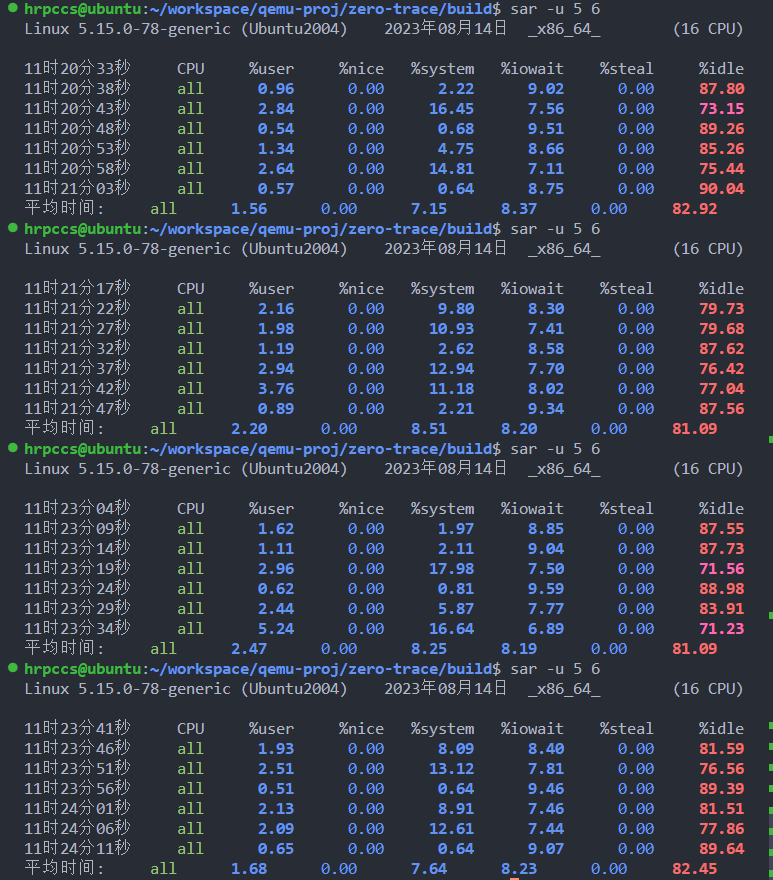 hrpccs@ubuntu:~/workspace/qemu-proj/zero-trace/build$ sar -u 5 6
Linux 5.15.0-78-generic (Ubuntu2004) 2023年08月14日 _x86_64_ (16 CPU)
11时20分33秒 CPU %user %nice %system %iowait %steal %idle
11时20分38秒 all 0.96 0.00 2.22 9.02 0.00 87.80
11时20分43秒 all 2.84 0.00 16.45 7.56 0.00 73.15
11时20分48秒 all 0.54 0.00 0.68 9.51 0.00 89.26
11时20分53秒 all 1.34 0.00 4.75 8.66 0.00 85.26
11时20分58秒 all 2.64 0.00 14.81 7.11 0.00 75.44
11时21分03秒 all 0.57 0.00 0.64 8.75 0.00 90.04
平均时间: all 1.56 0.00 7.15 8.37 0.00 82.92
hrpccs@ubuntu:~/workspace/qemu-proj/zero-trace/build$ sar -u 5 6
Linux 5.15.0-78-generic (Ubuntu2004) 2023年08月14日 _x86_64_ (16 CPU)
11时21分17秒 CPU %user %nice %system %iowait %steal %idle
11时21分22秒 all 2.16 0.00 9.80 8.30 0.00 79.73
11时21分27秒 all 1.98 0.00 10.93 7.41 0.00 79.68
11时21分32秒 all 1.19 0.00 2.62 8.58 0.00 87.62
11时21分37秒 all 2.94 0.00 12.94 7.70 0.00 76.42
11时21分42秒 all 3.76 0.00 11.18 8.02 0.00 77.04
11时21分47秒 all 0.89 0.00 2.21 9.34 0.00 87.56
平均时间: all 2.20 0.00 8.51 8.20 0.00 81.09
hrpccs@ubuntu:~/workspace/qemu-proj/zero-trace/build$ sar -u 5 6
Linux 5.15.0-78-generic (Ubuntu2004) 2023年08月14日 _x86_64_ (16 CPU)
11时23分04秒 CPU %user %nice %system %iowait %steal %idle
11时23分09秒 all 1.62 0.00 1.97 8.85 0.00 87.55
11时23分14秒 all 1.11 0.00 2.11 9.04 0.00 87.73
11时23分19秒 all 2.96 0.00 17.98 7.50 0.00 71.56
11时23分24秒 all 0.62 0.00 0.81 9.59 0.00 88.98
11时23分29秒 all 2.44 0.00 5.87 7.77 0.00 83.91
11时23分34秒 all 5.24 0.00 16.64 6.89 0.00 71.23
平均时间: all 2.47 0.00 8.25 8.19 0.00 81.09
hrpccs@ubuntu:~/workspace/qemu-proj/zero-trace/build$ sar -u 5 6
Linux 5.15.0-78-generic (Ubuntu2004) 2023年08月14日 _x86_64_ (16 CPU)
11时23分41秒 CPU %user %nice %system %iowait %steal %idle
11时23分46秒 all 1.93 0.00 8.09 8.40 0.00 81.59
11时23分51秒 all 2.51 0.00 13.12 7.81 0.00 76.56
11时23分56秒 all 0.51 0.00 0.64 9.46 0.00 89.39
11时24分01秒 all 2.13 0.00 8.91 7.46 0.00 81.51
11时24分06秒 all 2.09 0.00 12.61 7.44 0.00 77.86
11时24分11秒 all 0.65 0.00 0.64 9.07 0.00 89.64
平均时间: all 1.68 0.00 7.64 8.23 0.00 82.45